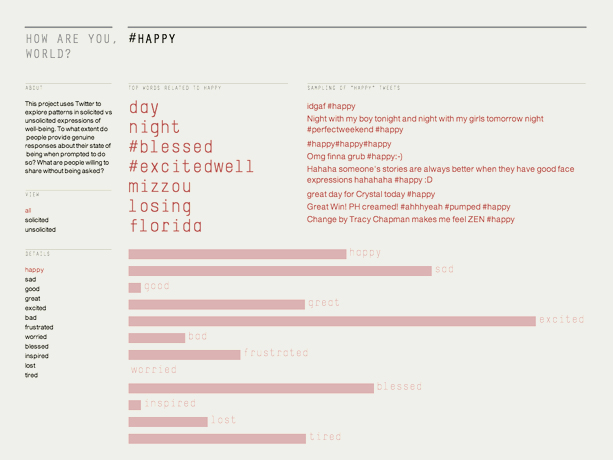 HOW ARE YOU,
WORLD?
#HAPPY
ABOUT
This project uses Twitter to
explore patterns in solicited vs
unsolicited expressions of
well-being. To what extent do
people provide genuine
responses about their state of
being when prompted to do
so? What are people willing to
share without being asked?
VIEW
all
solicited
unsolicited
DETAILS
happy
sad
good
great
excited
bad
frustrated
worried
blessed
inspired
lost
tired
TOP WORDS RELATED TO HAPPY
day
night
#blessed
#excitedwell
mizzou
losing
florida
SAMPLING OF "HAPPY" TWEETS
idgaf #happy
Night with my boy tonight and night with my girls tomorrow night
#perfectweekend #happy
#happy#happy#happy
Omg finna grub #happy:-)
Hahaha someone's stories are always better when they have good face
expressions hahahaha #happy :D
great day for Crystal today #happy
Great Win! PH creamed! #ahhhyeah #pumped #happy
Change by Tracy Chapman makes me feel ZEN #happy
happy
sad
good
great
excited
bad
frustrated
worried
blessed
inspired
lost
tired